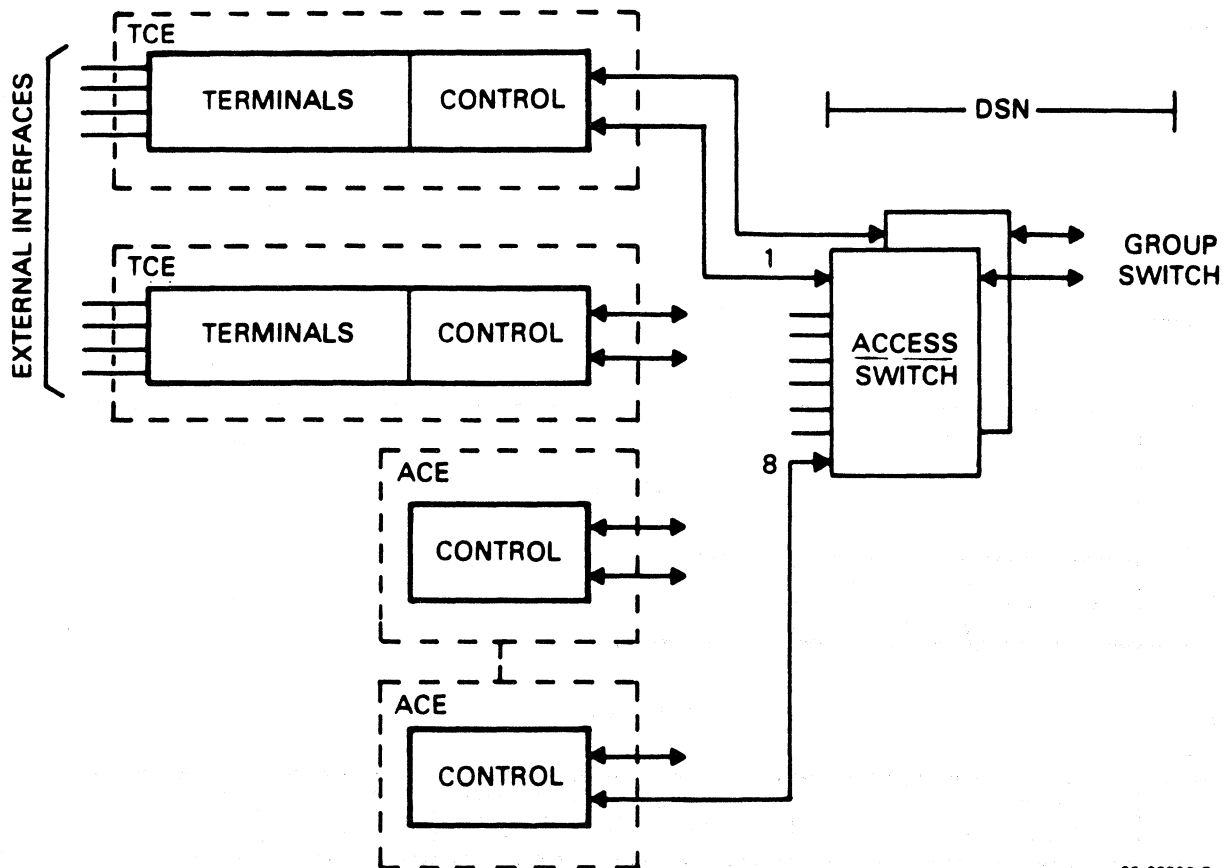 TCE
TERMINALS
CONTROL
EXTERNAL INTERFACES
DSN
1
GROUP
SWITCH
TCE
TERMINALS
CONTROL
ACCESS
SWITCH
8
ACE
CONTROL
ACE
CONTROL